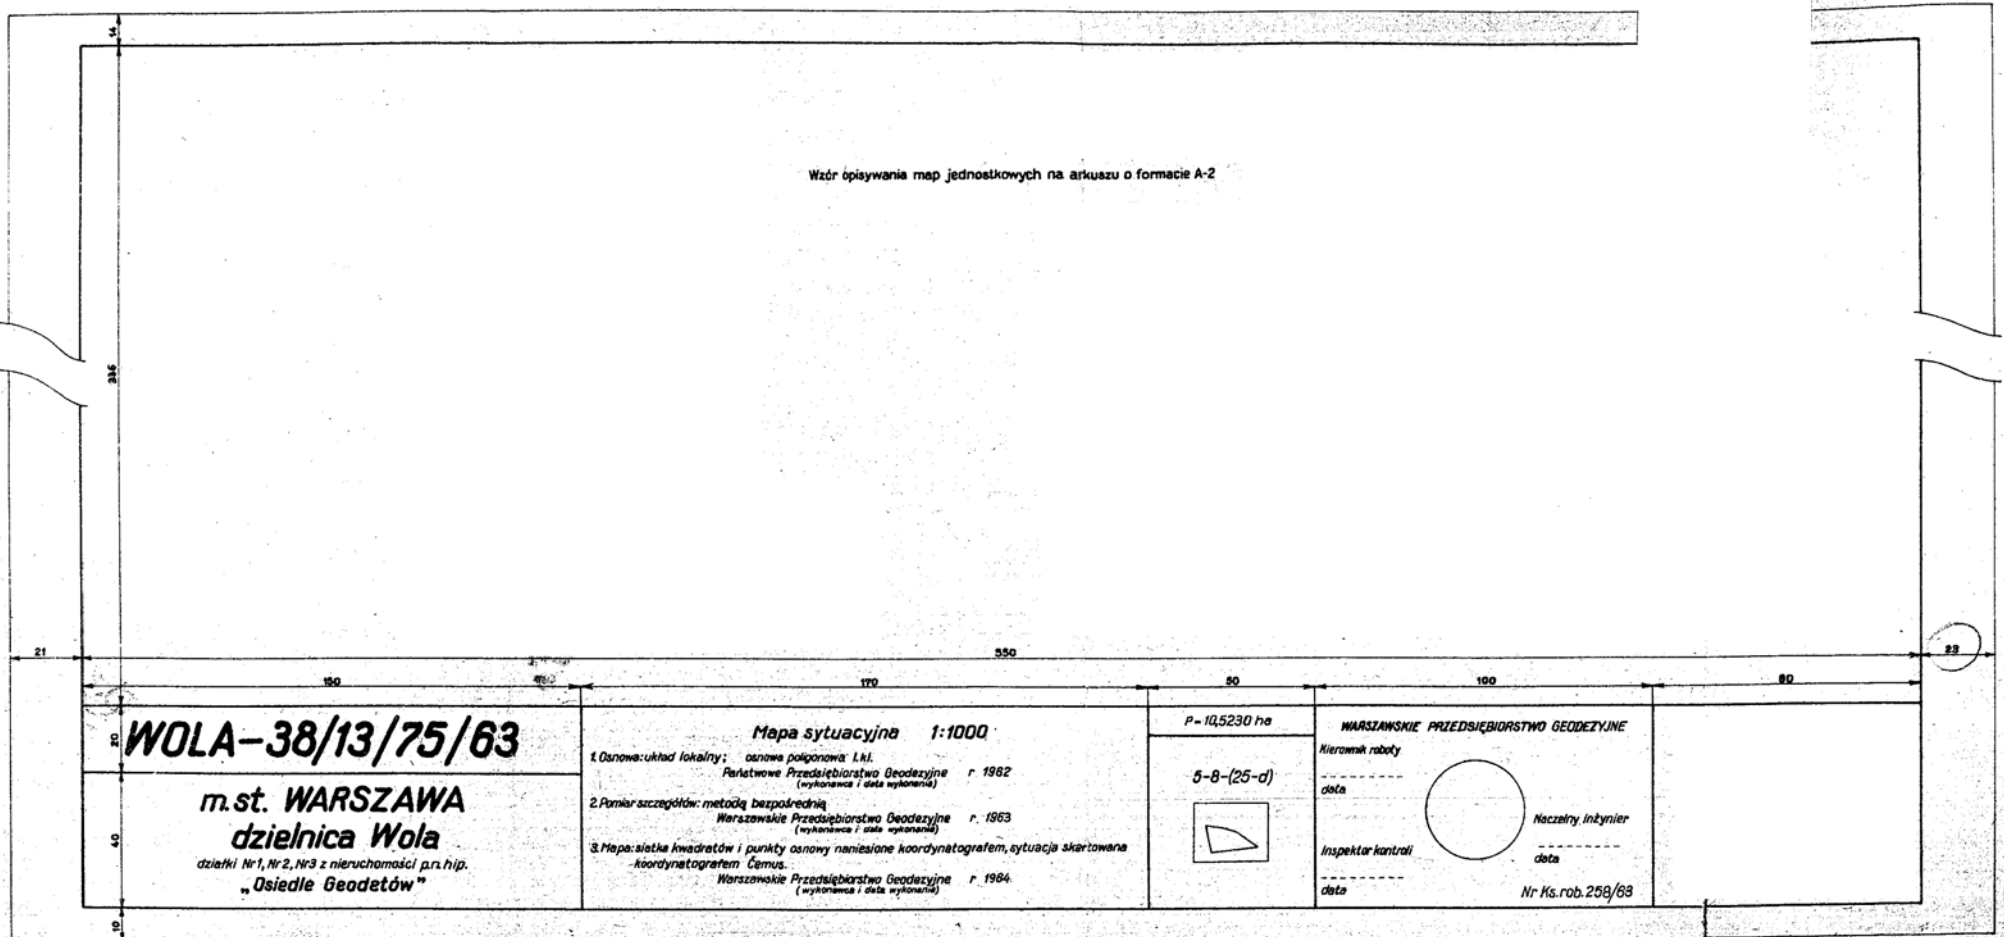 14
Wzór opisywania map jednostkowych na arkuszu o formacie A-2
336
21
550
23
150
170
50
100
80
20
WOLA-38/13/75/63
40
m.st. WARSZAWA
dzielnica Wola
działki Nr1, Nr2, Nr3 z nieruchomości p.n. hip.
„Osiedle Geodetów”
10
Mapa sytuacyjna 1:1000
1. Osnowa: układ lokalny; osnowa poligonowa I.kl.
Państwowe Przedsiębiorstwo Geodezyjne r. 1962
(wykonawca i data wykonania)
2. Pomiar szczegółów: metodą bezpośrednią
Warszawskie Przedsiębiorstwo Geodezyjne r. 1963
(wykonawca i data wykonania)
3. Mapa: siatka kwadratów i punkty osnowy naniesione koordynatografem, sytuacja skartowana
-koordynatografem Čemus.
Warszawskie Przedsiębiorstwo Geodezyjne r 1964.
(wykonawca i data wykonania)
P-10,5230 ha
5-8-(25-d)
WARSZAWSKIE PRZEDSIĘBIORSTWO GEODEZYJNE
Kierownik roboty
data
Naczelny inżynier
Inspektor kontroli
data
data
Nr Ks. rob. 258/63